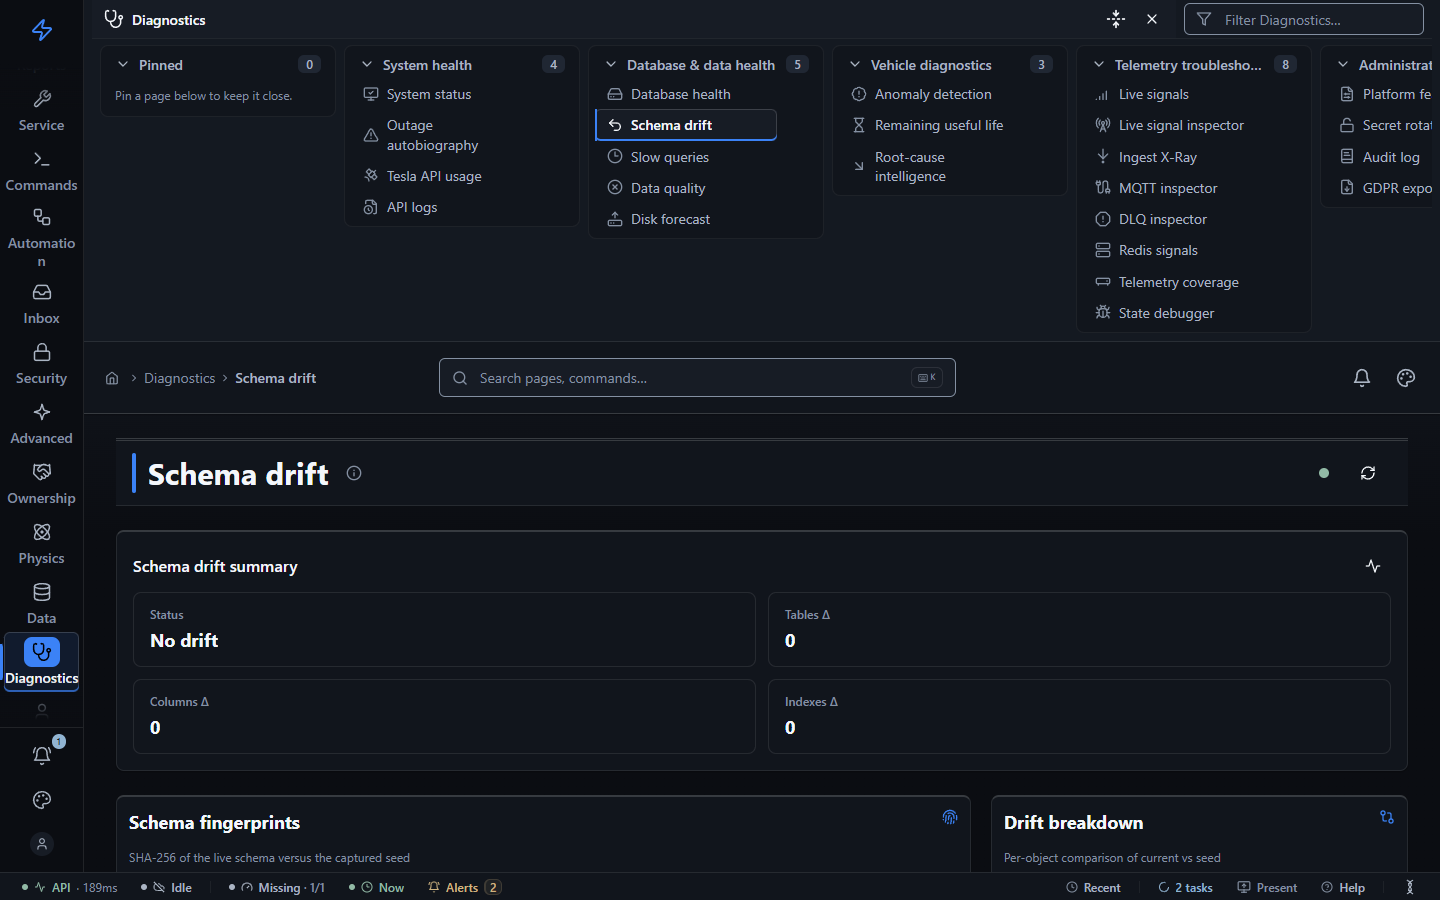 Diagnostics
Filter Diagnostics...
Service
Commands
Automatio
n
Inbox
Security
Advanced
Ownership
Physics
Data
Diagnostics
1
Pinned
0
Pin a page below to keep it close.
System health
4
System status
Outage
autobiography
Tesla API usage
API logs
Database & data health
5
Database health
Schema drift
Slow queries
Data quality
Disk forecast
Vehicle diagnostics
3
Anomaly detection
Remaining useful life
Root-cause
intelligence
Telemetry troublesho...
8
Live signals
Live signal inspector
Ingest X-Ray
MQTT inspector
DLQ inspector
Redis signals
Telemetry coverage
State debugger
Administrat
Platform fe
Secret rotat
Audit log
GDPR expo
Diagnostics
Schema drift
Search pages, commands...
K
Schema drift
Schema drift summary
Status
No drift
Tables Δ
0
Columns Δ
0
Indexes Δ
0
Schema fingerprints
SHA-256 of the live schema versus the captured seed
Drift breakdown
Per-object comparison of current vs seed
API · 189ms
Idle
Missing · 1/1
Now
Alerts 2
Recent
2 tasks
Present
Help